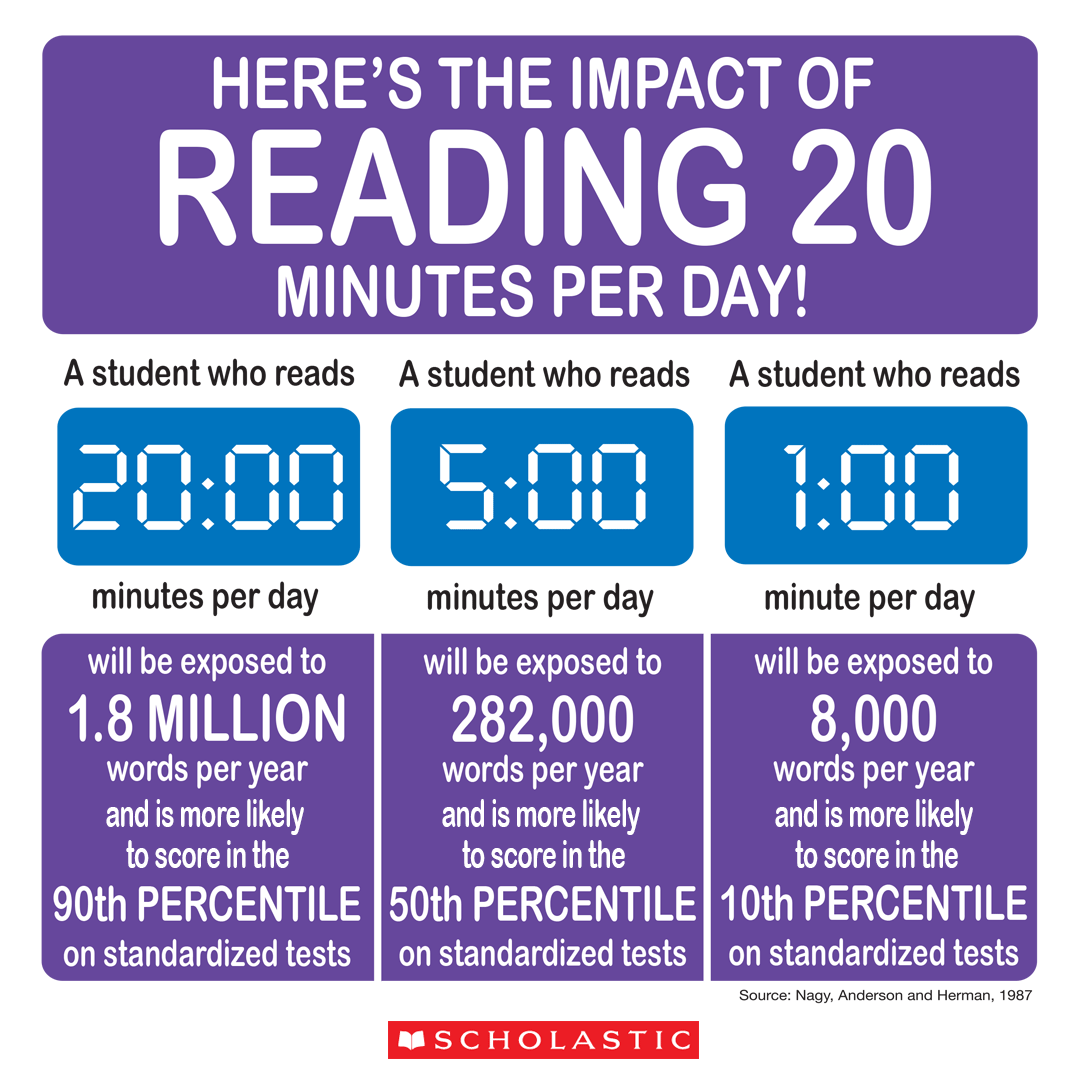 HERE’S THE IMPACT OF
READING 20
MINUTES PER DAY!
A student who reads
20:00
minutes per day
will be exposed to
1.8 MILLION
words per year
and is more likely
to score in the
90th PERCENTILE
on standardized tests
A student who reads
5:00
minutes per day
will be exposed to
282,000
words per year
and is more likely
to score in the
50th PERCENTILE
on standardized tests
A student who reads
1:00
minute per day
will be exposed to
8,000
words per year
and is more likely
to score in the
10th PERCENTILE
on standardized tests
Source: Nagy, Anderson and Herman, 1987
SCHOLASTIC